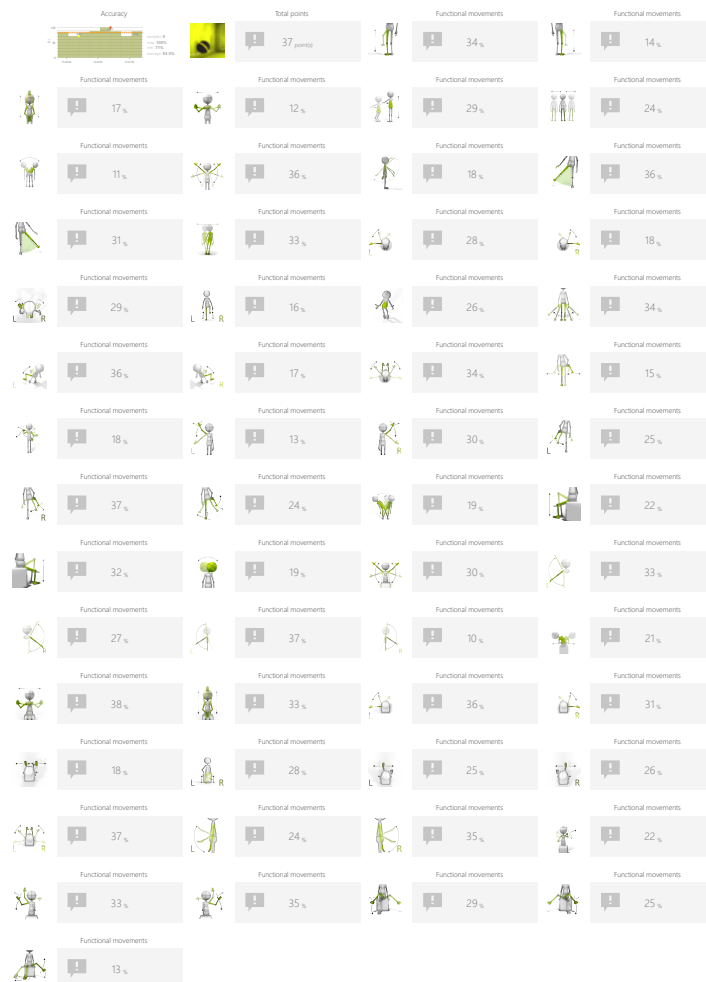 Accuracy Total points Functional movements Functional movements
37 point(s) 34 % 14 %
Functional movements Functional movements Functional movements Functional movements
17 % 12 % 29 % 24 %
Functional movements Functional movements Functional movements Functional movements
11 % 36 % 18 % 36 %
Functional movements Functional movements Functional movements Functional movements
31 % 33 % L 28 % R 18 %
Functional movements Functional movements Functional movements Functional movements
L R 29 % L R 16 % 26 % 34 %
Functional movements Functional movements Functional movements Functional movements
L 36 % R 17 % 34 % 15 %
Functional movements Functional movements Functional movements Functional movements
18 % L 13 % R 30 % L 25 %
Functional movements Functional movements Functional movements Functional movements
R 37 % 24 % 19 % 22 %
Functional movements Functional movements Functional movements Functional movements
32 % 19 % 30 % L 33 %
Functional movements Functional movements Functional movements Functional movements
R 27 % L 37 % R 10 % 21 %
Functional movements Functional movements Functional movements Functional movements
38 % 33 % L 36 % R 31 %
Functional movements Functional movements Functional movements Functional movements
18 % L R 28 % L 25 % R 26 %
Functional movements Functional movements Functional movements Functional movements
L R 37 % L 24 % R 35 % 22 %
Functional movements Functional movements Functional movements Functional movements
33 % 35 % 29 % 25 %
Functional movements
13 %